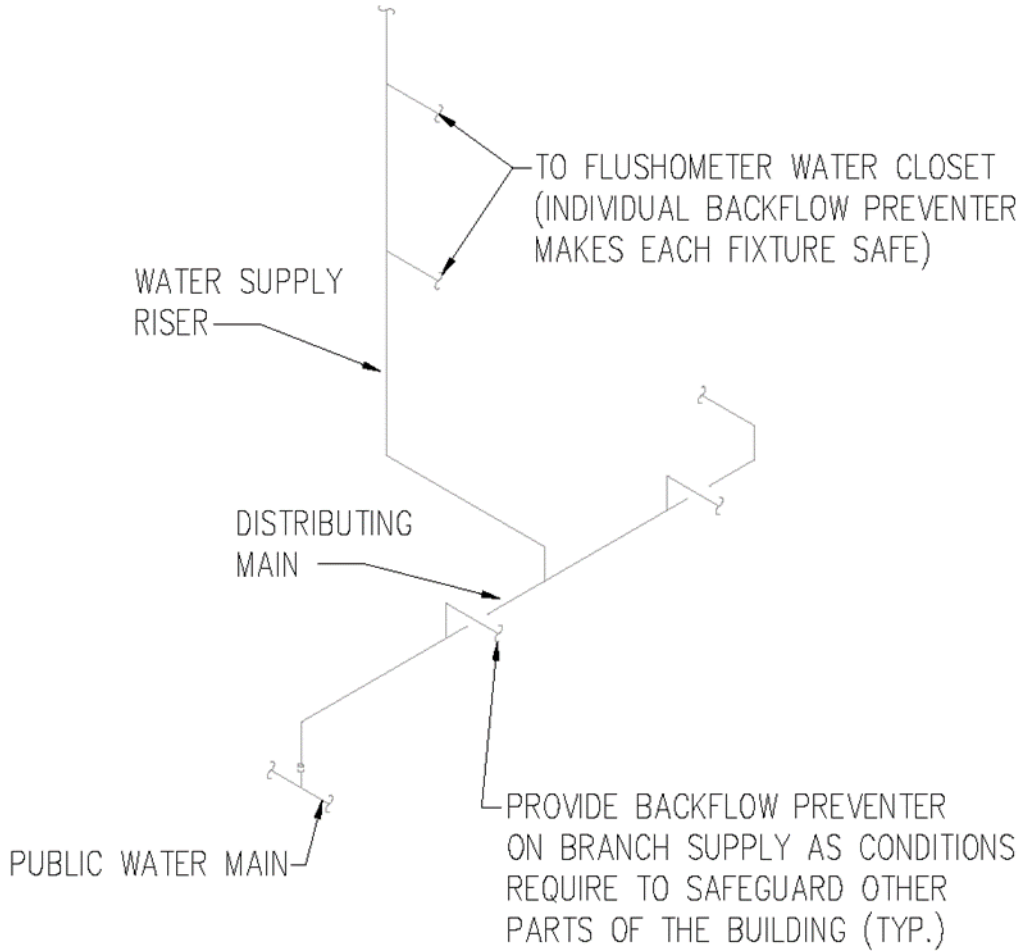 TO FLUSHOMETER WATER CLOSET
(INDIVIDUAL BACKFLOW PREVENTER
MAKES EACH FIXTURE SAFE)
WATER SUPPLY
RISER
DISTRIBUTING
MAIN
PROVIDE BACKFLOW PREVENTER
ON BRANCH SUPPLY AS CONDITIONS
REQUIRE TO SAFEGUARD OTHER
PARTS OF THE BUILDING (TYP.)
PUBLIC WATER MAIN